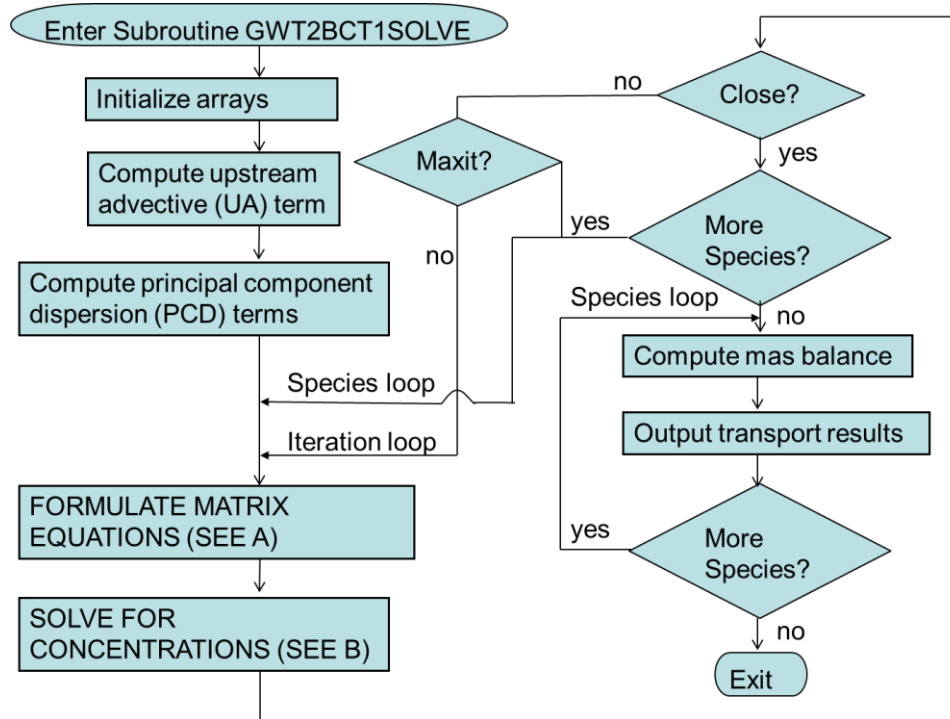 Enter Subroutine GWT2BCT1SOLVE
Initialize arrays
Compute upstream
advective (UA) term
Compute principal component
dispersion (PCD) terms
Species loop
Iteration loop
FORMULATE MATRIX
EQUATIONS (SEE A)
SOLVE FOR
CONCENTRATIONS (SEE B)
no
Maxit?
no
Close?
yes
yes
More
Species?
Species loop
no
Compute mas balance
Output transport results
yes
More
Species?
no
Exit